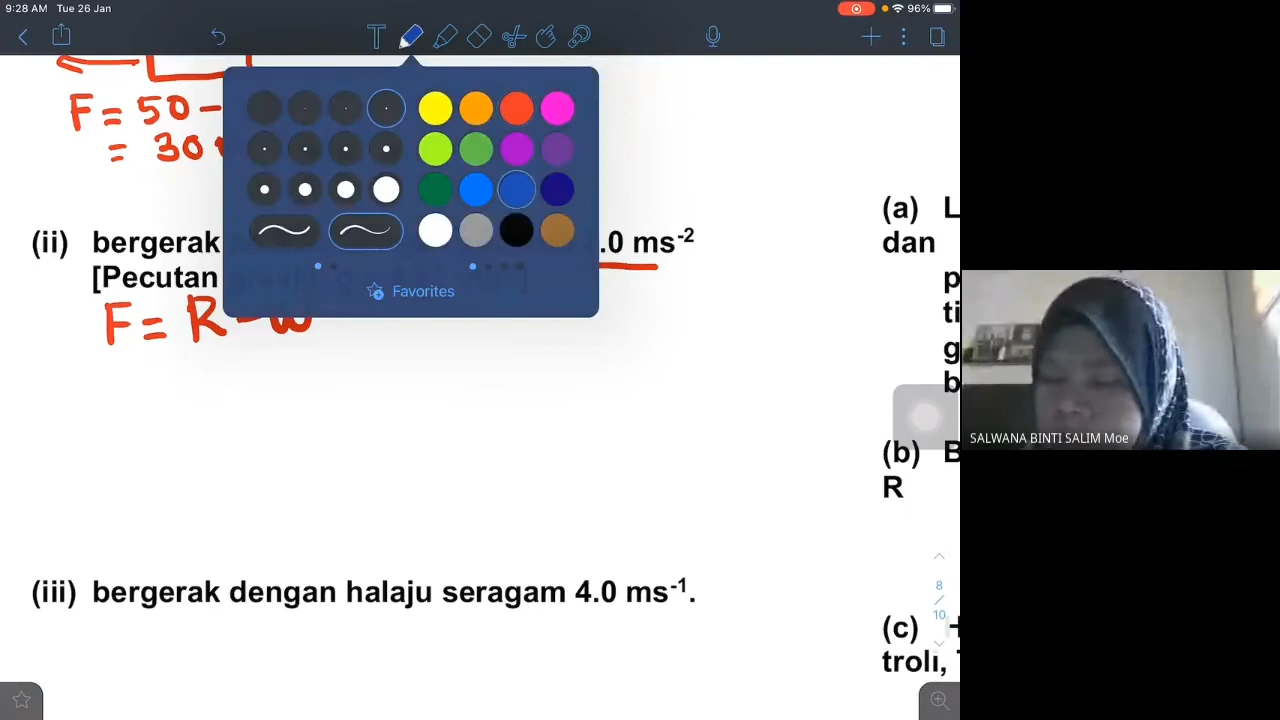 9:28 AM Tue 26 Jan
96%
T
F = 50 -
= 30
(ii) bergerak .0 ms-2
[Pecutan
F = R - W
Favorites
(iii) bergerak dengan halaju seragam 4.0 ms-1.
(a) L
dan
p
ti
g
b
(b) B
R
8
/
10
(c)
troli,
SALWANA BINTI SALIM Moe